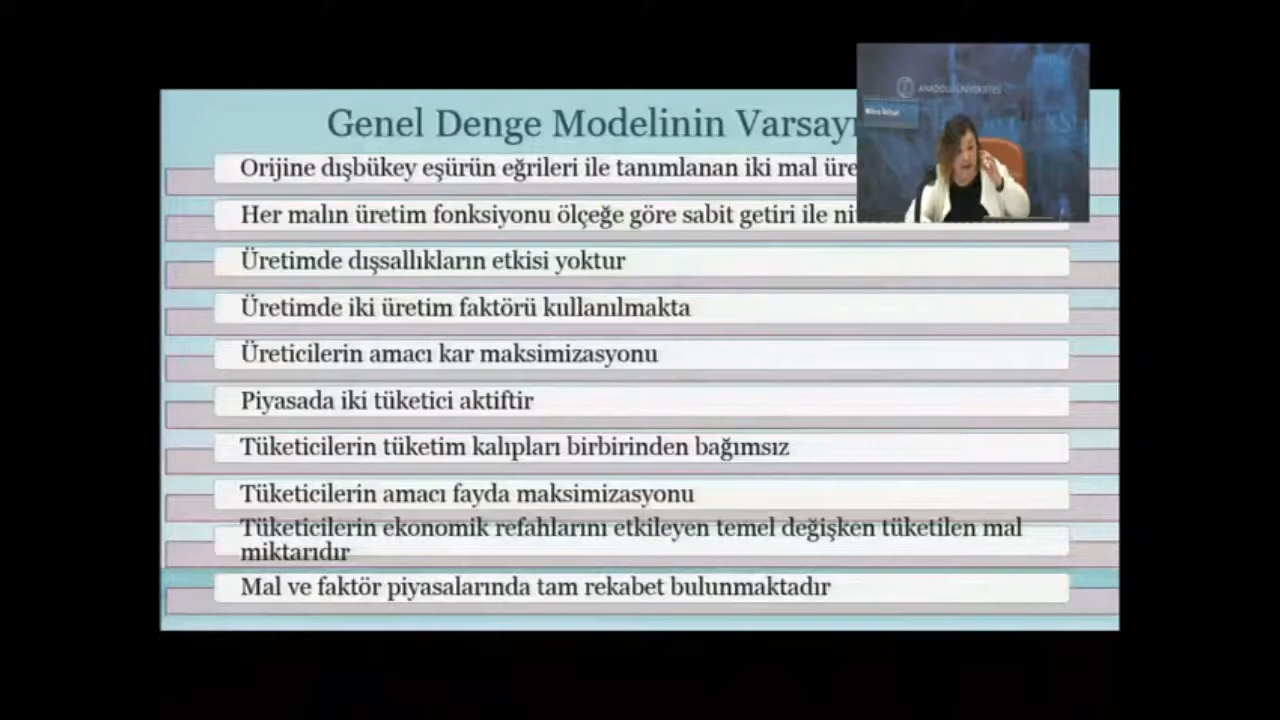 Genel Denge Modelinin
Orijine dışbükey eşürün eğrileri ile tanımlanan iki mal
Her malın üretim fonksiyonu ölçeğe göre sabit getiri ile
Üretimde dışsallıkların etkisi yoktur
Üretimde iki üretim faktörü kullanılmakta
Üreticilerin amacı kar maksimizasyonu
Piyasada iki tüketici aktiftir
Tüketicilerin tüketim kalıpları birbirinden bağımsız
Tüketicilerin amacı fayda maksimizasyonu
Tüketicilerin ekonomik refahlarını etkileyen temel değişken tüketilen mal
miktarıdır
Mal ve faktör piyasalarında tam rekabet bulunmaktadır
ANADOLU ÜNİVERSİTESİ